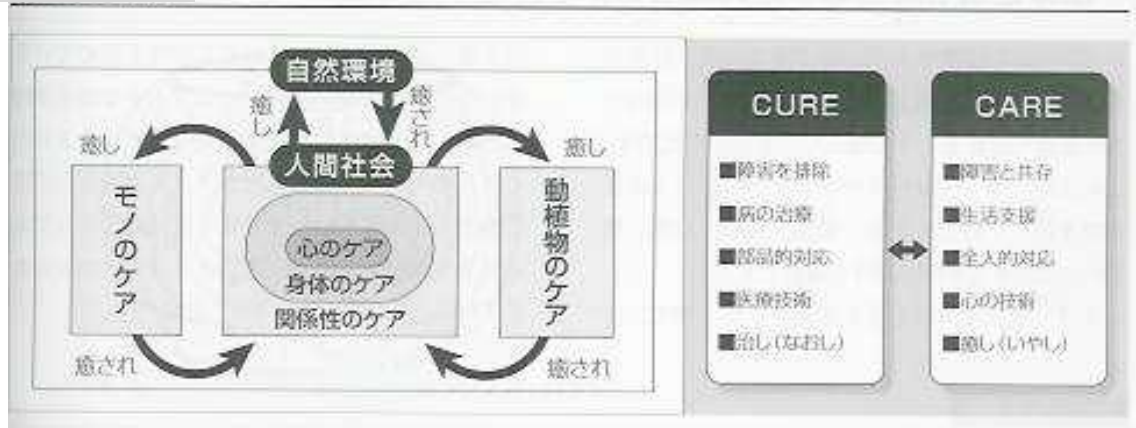 自然環境
癒し
癒され
人間社会
癒し
モノのケア
癒され
心のケア
身体のケア
関係性のケア
癒し
動植物のケア
癒され
CURE
■障害を排除
■病の治療
■部品的対応
■医療技術
■治し(なおし)
CARE
■障害と共存
■生活支援
■全人的対応
■心の技術
■癒し(いやし)